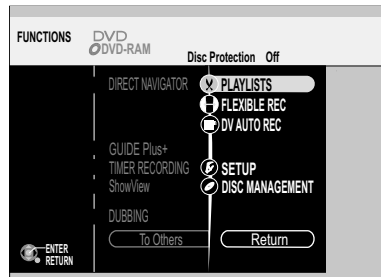 FUNCTIONS
DVD
DVD-RAM
Disc Protection Off
DIRECT NAVIGATOR
PLAYLISTS
FLEXIBLE REC
DV AUTO REC
GUIDE Plus+
TIMER RECORDING
SETUP
ShowView
DISC MANAGEMENT
DUBBING
To Others
Return
ENTER
RETURN